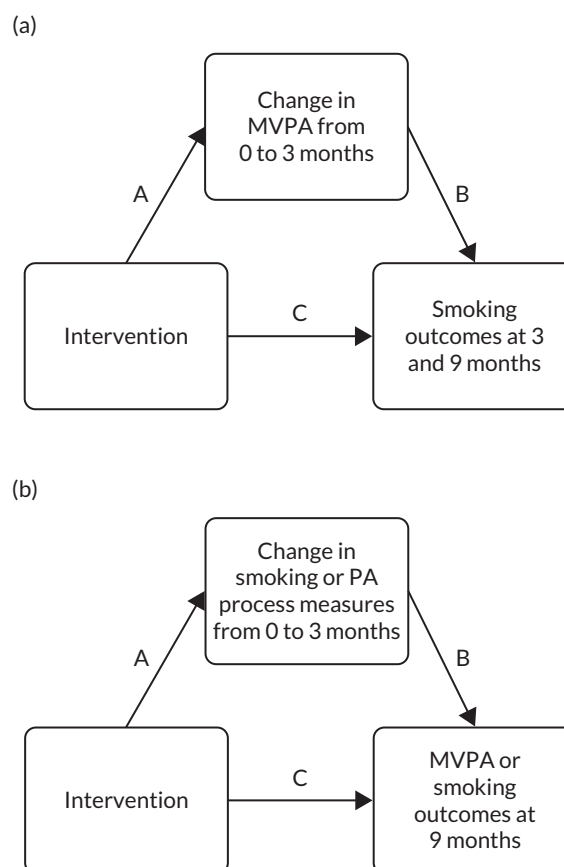 (a)
Change in
MVPA from
0 to 3 months
A
B
Intervention
C
Smoking
outcomes at 3
and 9 months
(b)
Change in
smoking or PA
process measures
from 0 to 3 months
A
B
Intervention
C
MVPA or
smoking
outcomes at
9 months